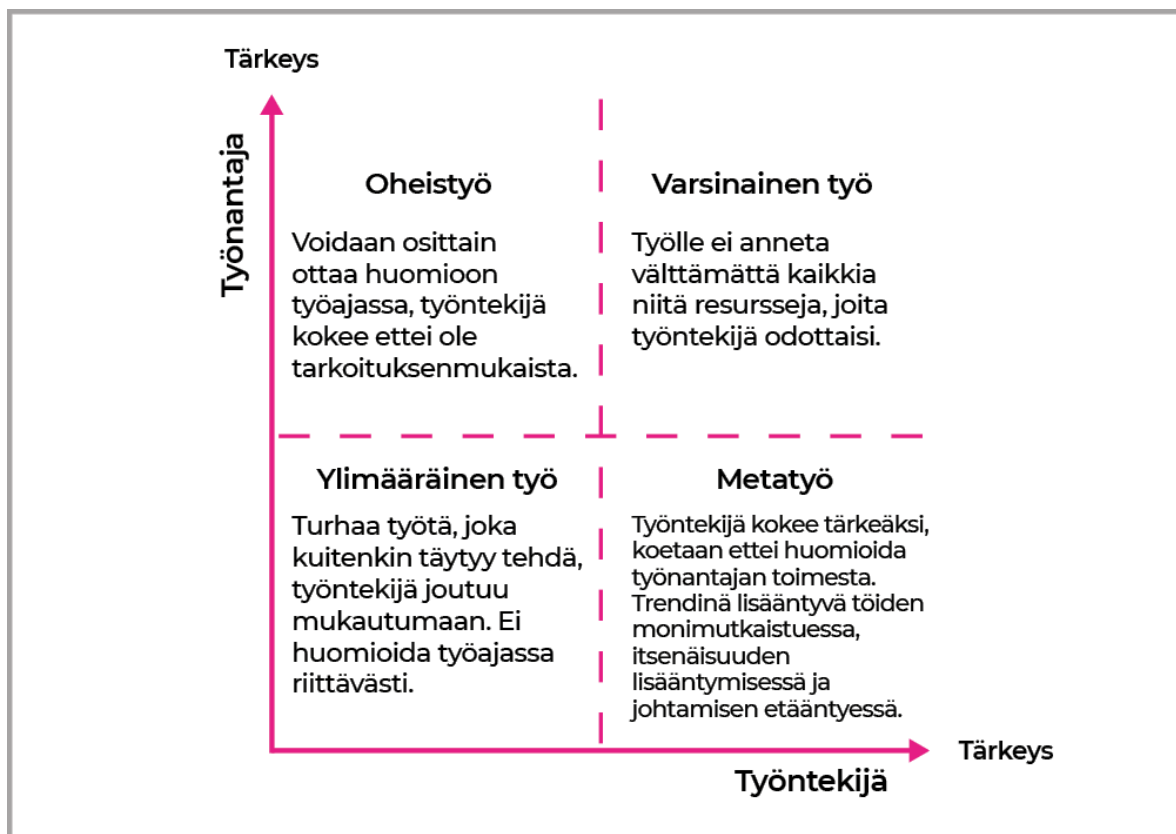 Tärkeys
Työnantaja
Oheistyö
Voidaan osittain
ottaa huomioon
työajassa, työntekijä
kokee ettei ole
tarkoituksenmukaista.
Varsinainen työ
Työlle ei anneta
välttämättä kaikkia
niitä resursseja, joita
työntekijä odottaisi.
Ylimääräinen työ
Turhaa työtä, joka
kuitenkin täytyy tehdä,
työntekijä joutuu
mukautumaan. Ei
huomioida työajassa
riittävästi.
Metatyö
Työntekijä kokee tärkeäksi,
koetaan ettei huomioida
työnantajan toimesta.
Trendinä lisääntyvä töiden
monimutkaistuessa,
itsenäisuuden
lisääntymisessä ja
johtamisen etääntyessä.
Tärkeys
Työntekijä